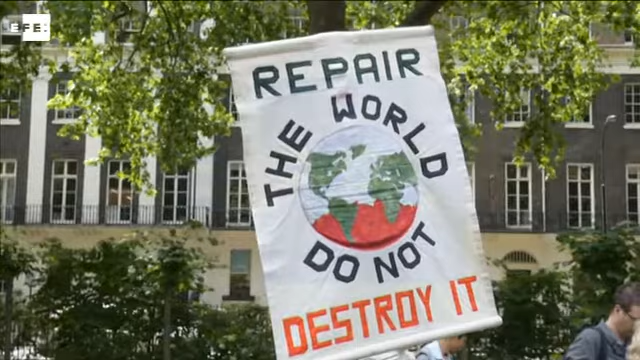 EFE:
REPAIR
THE WORLD
DO NOT
DESTROY IT